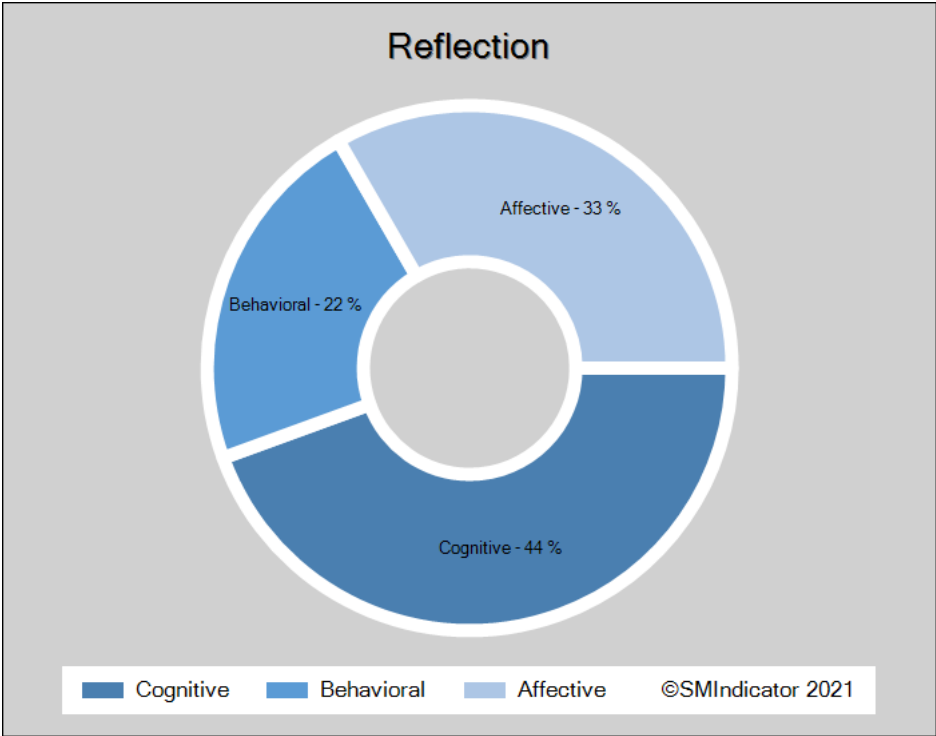 Reflection
Affective - 33 %
Behavioral - 22 %
Cognitive - 44 %
Cognitive Behavioral Affective ©SMIndicator 2021